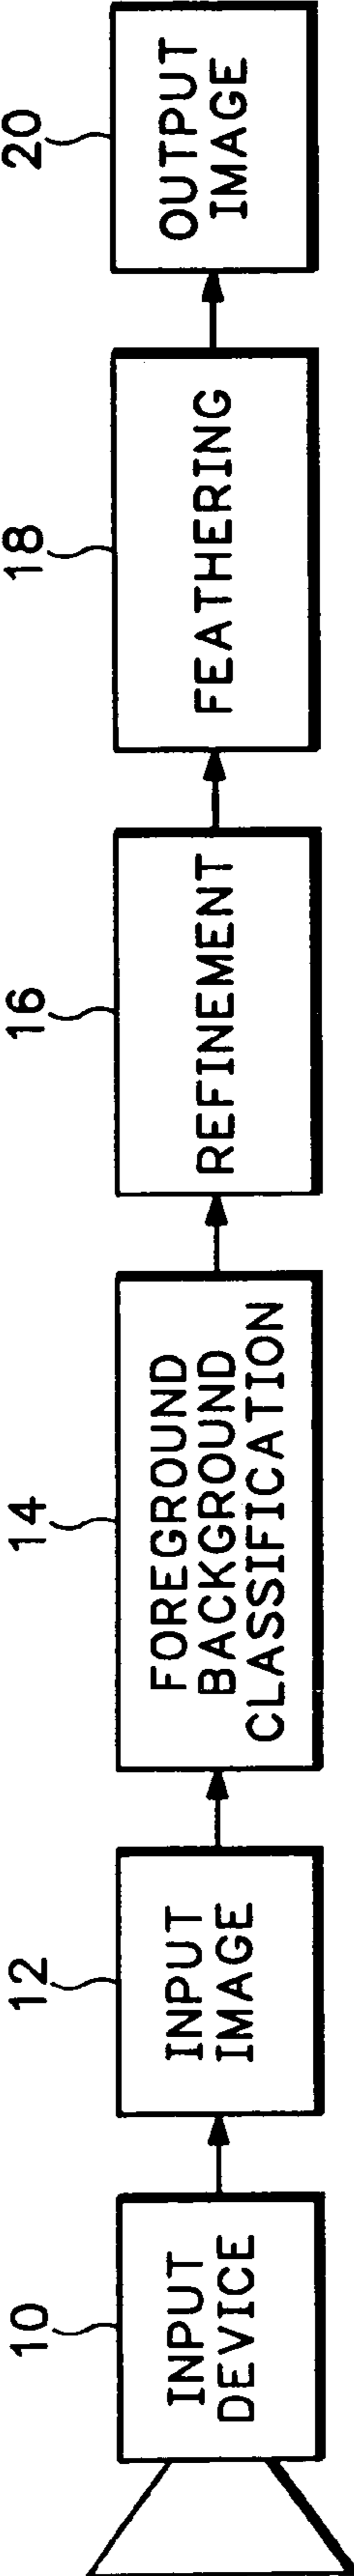 10
INPUT
DEVICE
12
INPUT
IMAGE
14
FOREGROUND
BACKGROUND
CLASSIFICATION
16
REFINEMENT
18
FEATHERING
20
OUTPUT
IMAGE